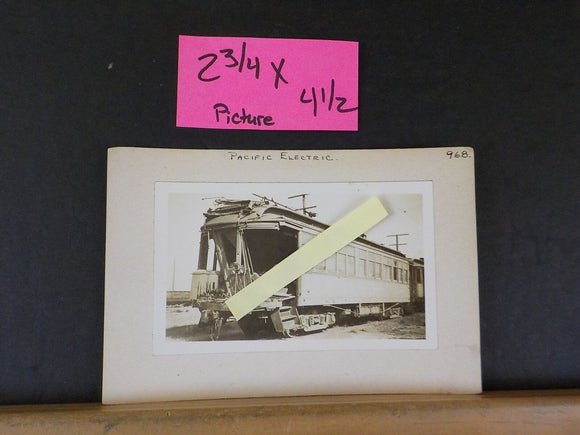 2 3/4 X
4 1/2
Picture
PACIFIC ELECTRIC.
968.